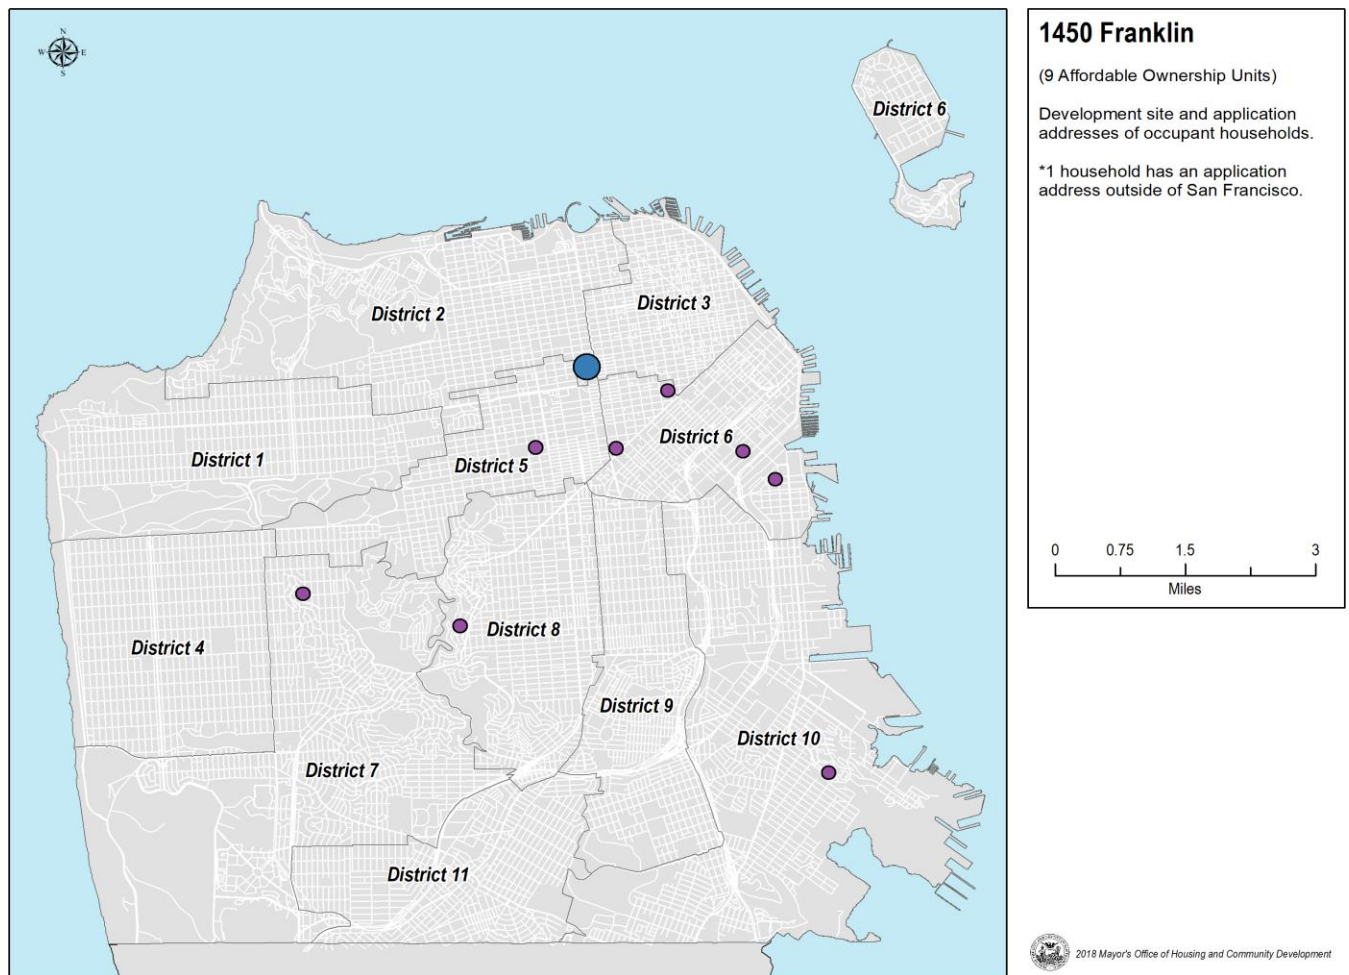 N
W E
S
1450 Franklin
(9 Affordable Ownership Units)
Development site and application
addresses of occupant households.
*1 household has an application
address outside of San Francisco.
District 6
District 2
District 3
District 6
District 1
District 5
District 4
District 8
District 9
District 10
District 7
District 11
0 0.75 1.5 3
Miles
2018 Mayor's Office of Housing and Community Development